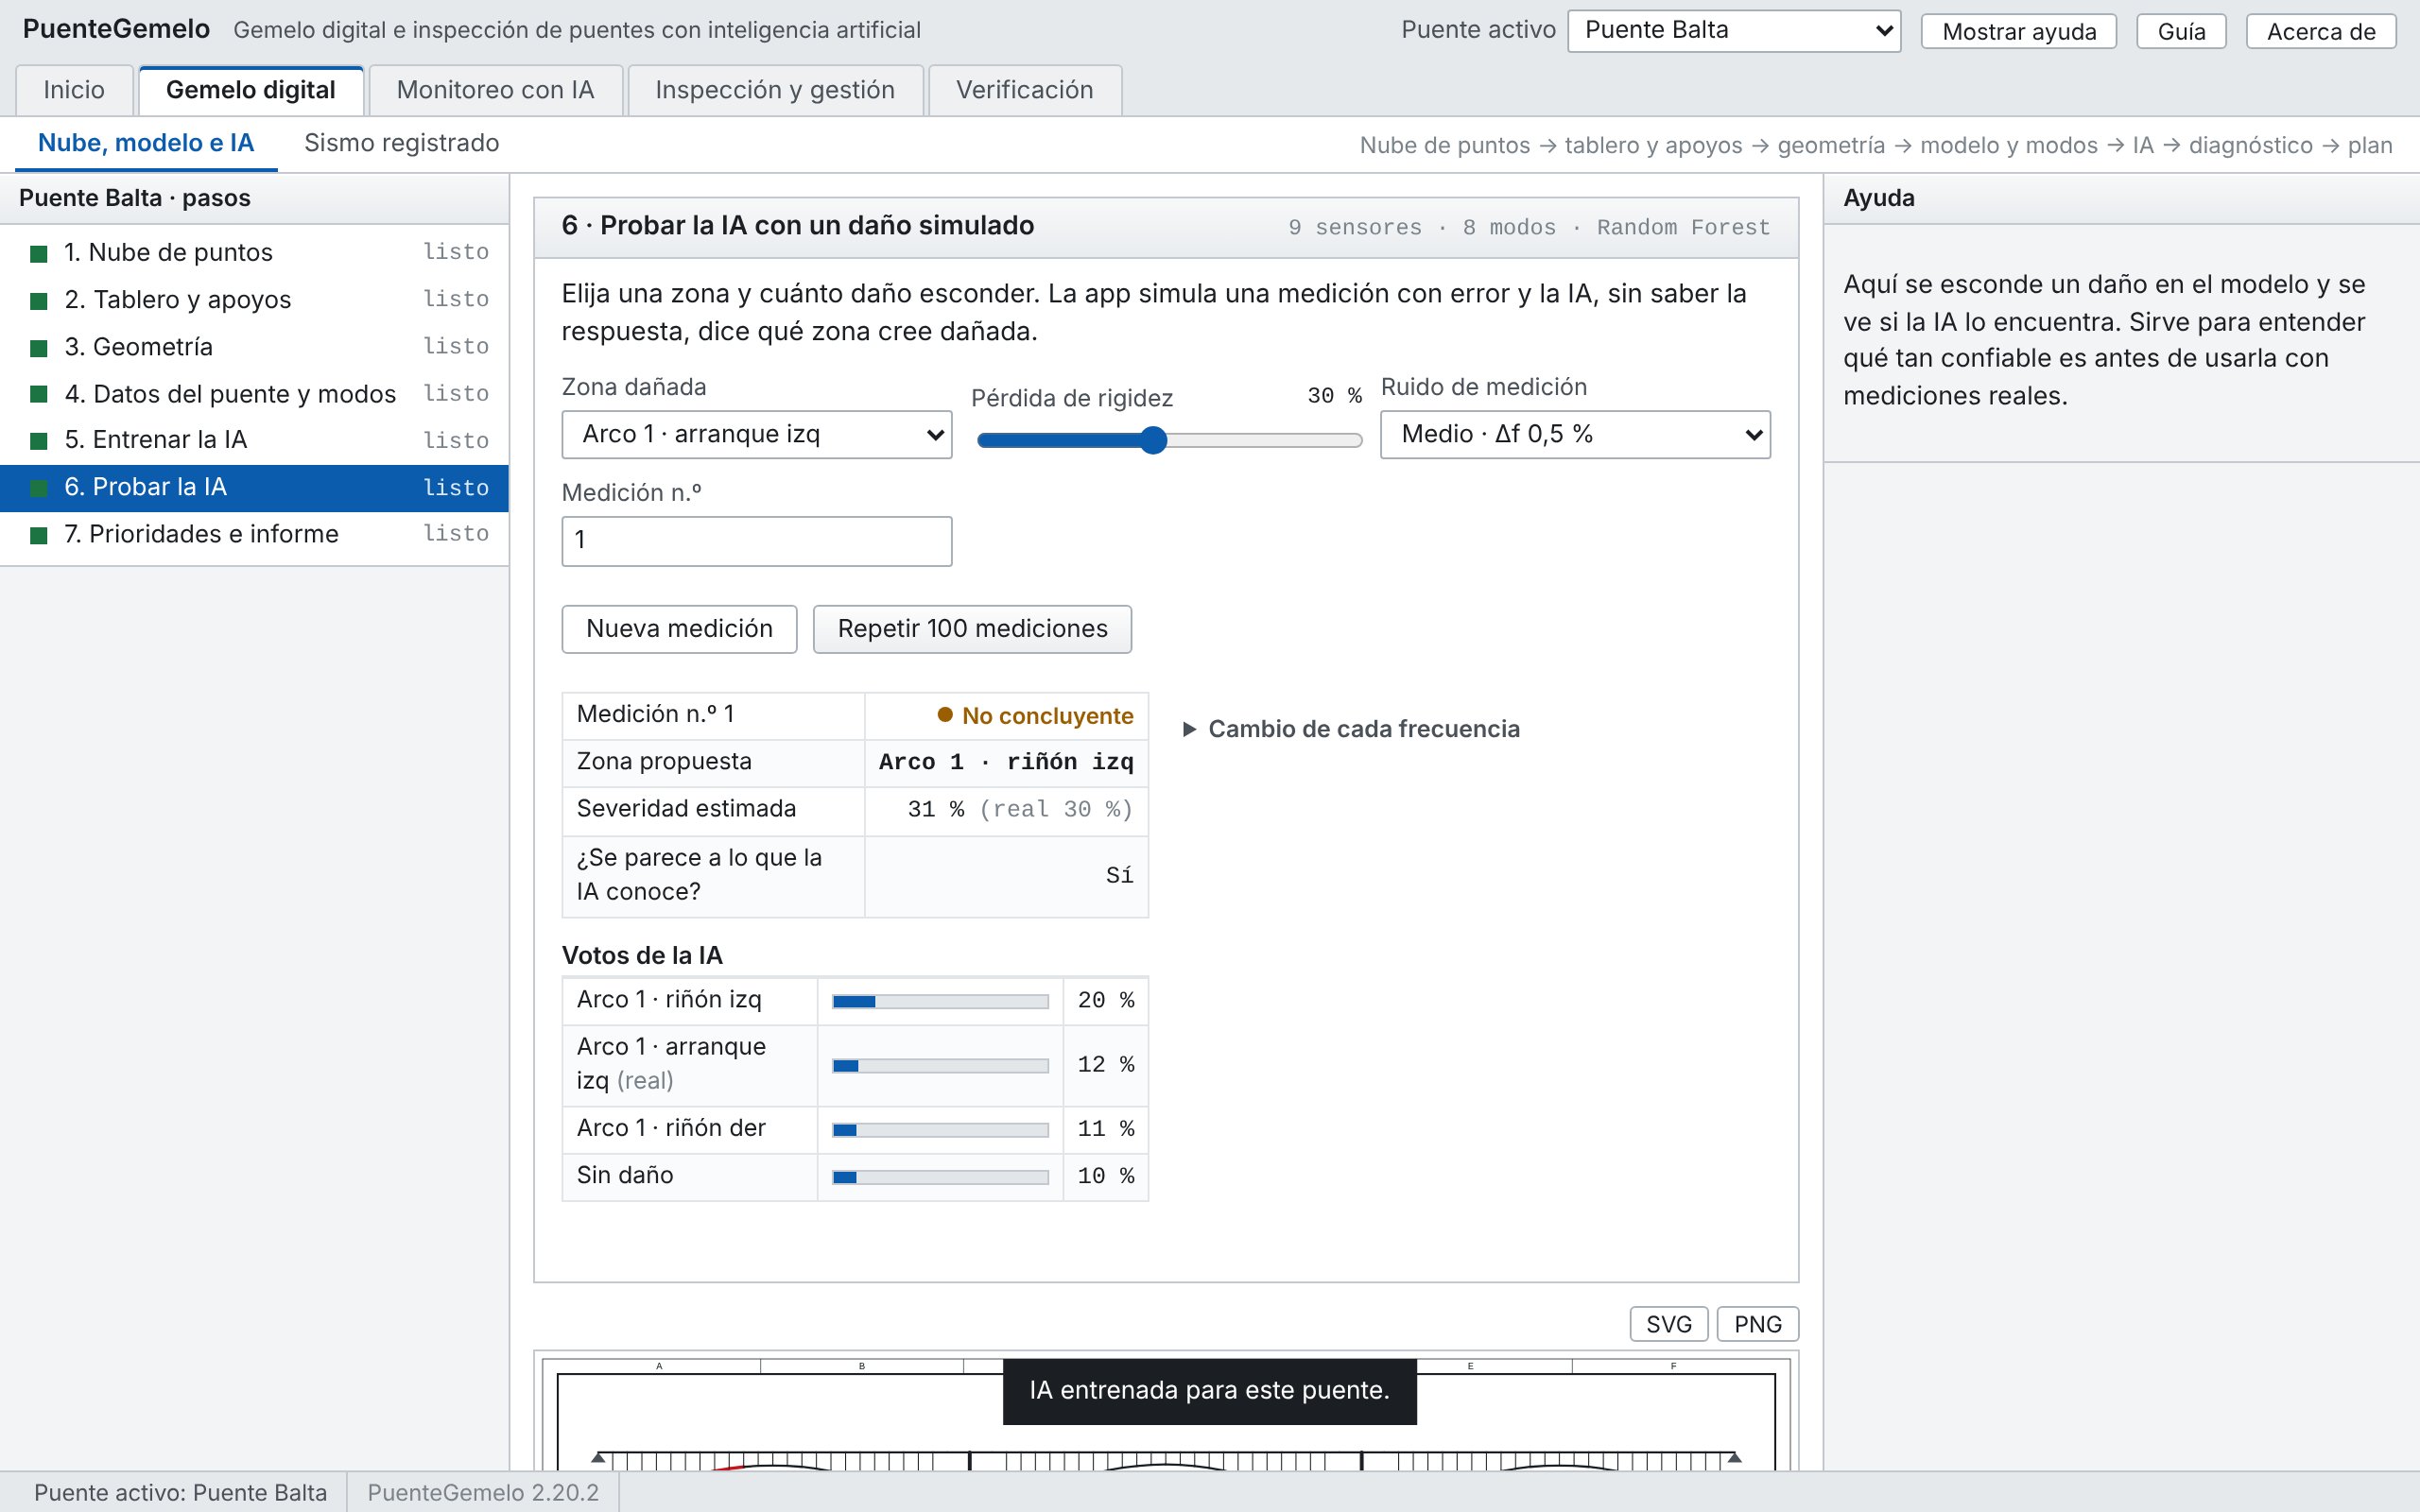 PuenteGemelo Gemelo digital e inspección de puentes con inteligencia artificial
Puente activo Puente Balta Mostrar ayuda Guía Acerca de
Inicio Gemelo digital Monitoreo con IA Inspección y gestión Verificación
Nube, modelo e IA Sismo registrado
Nube de puntos → tablero y apoyos → geometría → modelo y modos → IA → diagnóstico → plan
Puente Balta · pasos
1. Nube de puntos listo
2. Tablero y apoyos listo
3. Geometría listo
4. Datos del puente y modos listo
5. Entrenar la IA listo
6. Probar la IA listo
7. Prioridades e informe listo
6 · Probar la IA con un daño simulado 9 sensores · 8 modos · Random Forest
Elija una zona y cuánto daño esconder. La app simula una medición con error y la IA, sin saber la
respuesta, dice qué zona cree dañada.
Zona dañada
Arco 1 · arranque izq
Pérdida de rigidez 30 %
Ruido de medición
Medio · Δf 0,5 %
Medición n.º
1
Nueva medición Repetir 100 mediciones
Medición n.º 1 No concluyente
Zona propuesta Arco 1 · riñón izq
Severidad estimada 31 % (real 30 %)
¿Se parece a lo que la
IA conoce? Sí
▶ Cambio de cada frecuencia
Votos de la IA
Arco 1 · riñón izq 20 %
Arco 1 · arranque
izq (real) 12 %
Arco 1 · riñón der 11 %
Sin daño 10 %
SVG PNG
A B E F
IA entrenada para este puente.
Ayuda
Aquí se esconde un daño en el modelo y se
ve si la IA lo encuentra. Sirve para entender
qué tan confiable es antes de usarla con
mediciones reales.
Puente activo: Puente Balta PuenteGemelo 2.20.2